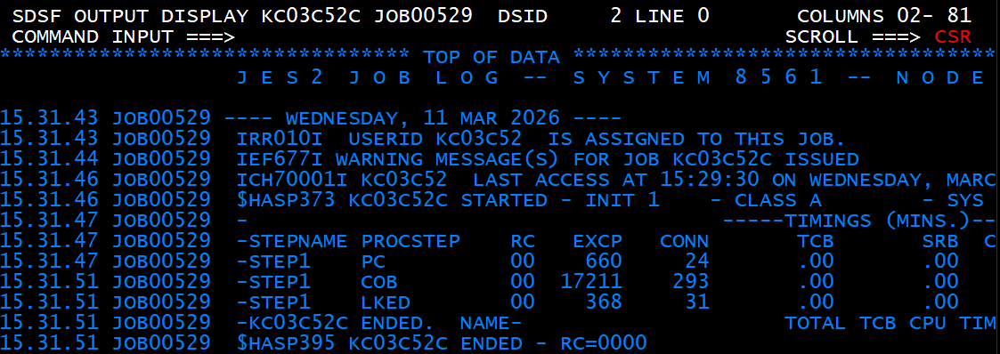 SDSF OUTPUT DISPLAY KC03C52C JOB00529  DSID     2 LINE 0       COLUMNS 02- 81
COMMAND INPUT ===>                                            SCROLL ===> CSR
********************************* TOP OF DATA **********************************
                   J E S 2  J O B  L O G  --  S Y S T E M  8 5 6 1  --  N O D E
15.31.43 JOB00529 ---- WEDNESDAY, 11 MAR 2026 ----
15.31.43 JOB00529  IRR010I  USERID KC03C52  IS ASSIGNED TO THIS JOB.
15.31.44 JOB00529  IEF677I WARNING MESSAGE(S) FOR JOB KC03C52C ISSUED
15.31.46 JOB00529  ICH70001I KC03C52  LAST ACCESS AT 15:29:30 ON WEDNESDAY, MARC
15.31.46 JOB00529  $HASP373 KC03C52C STARTED - INIT 1    - CLASS A        - SYS
15.31.47 JOB00529  -                                      -----TIMINGS (MINS.)--
15.31.47 JOB00529  -STEPNAME PROCSTEP    RC   EXCP   CONN       TCB       SRB  C
15.31.47 JOB00529  -STEP1    PC          00    660     24       .00       .00
15.31.51 JOB00529  -STEP1    COB         00  17211    293       .00       .00
15.31.51 JOB00529  -STEP1    LKED        00    368     31       .00       .00
15.31.51 JOB00529  -KC03C52C ENDED.  NAME-                     TOTAL TCB CPU TIM
15.31.51 JOB00529  $HASP395 KC03C52C ENDED - RC=0000